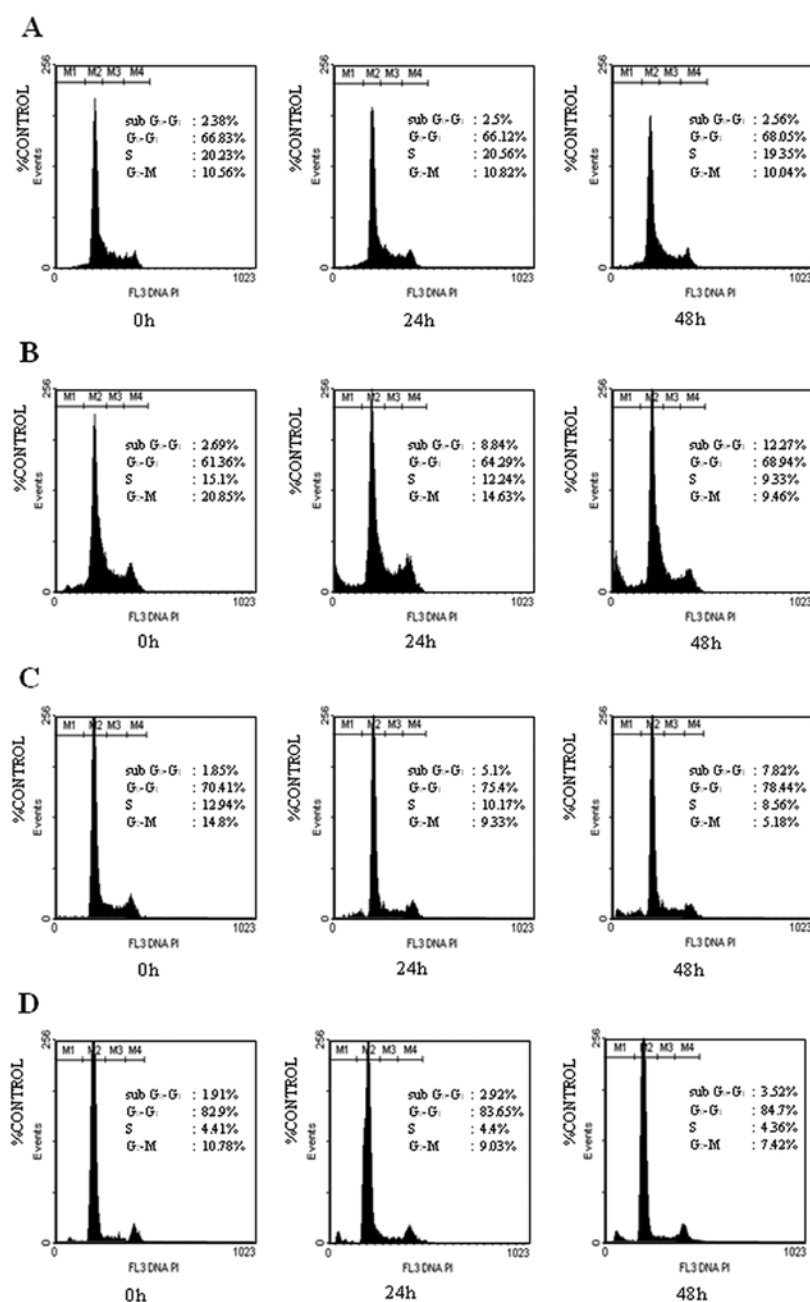 A
%CONTROL
Events
256
0
M1 M2 M3 M4
sub G₀-G₁ : 2.38%
G₀-G₁ : 66.83%
S : 20.23%
G₂-M : 10.56%
0 1023
FL3 DNA PI
0h
256
0
M1 M2 M3 M4
sub G₀-G₁ : 2.5%
G₀-G₁ : 66.12%
S : 20.56%
G₂-M : 10.82%
0 1023
FL3 DNA PI
24h
%CONTROL
Events
256
0
M1 M2 M3 M4
sub G₀-G₁ : 2.56%
G₀-G₁ : 68.05%
S : 19.35%
G₂-M : 10.04%
0 1023
FL3 DNA PI
48h
B
%CONTROL
Events
256
0
M1 M2 M3 M4
sub G₀-G₁ : 2.69%
G₀-G₁ : 61.36%
S : 15.1%
G₂-M : 20.85%
0 1023
FL3 DNA PI
0h
%CONTROL
Events
256
0
M1 M2 M3 M4
sub G₀-G₁ : 8.84%
G₀-G₁ : 64.29%
S : 12.24%
G₂-M : 14.63%
0 1023
FL3 DNA PI
24h
%CONTROL
Events
256
0
M1 M2 M3 M4
sub G₀-G₁ : 12.27%
G₀-G₁ : 68.94%
S : 9.33%
G₂-M : 9.46%
0 1023
FL3 DNA PI
48h
C
%CONTROL
Events
256
0
M1 M2 M3 M4
sub G₀-G₁ : 1.85%
G₀-G₁ : 70.41%
S : 12.94%
G₂-M : 14.8%
0 1023
FL3 DNA PI
0h
%CONTROL
Events
256
0
M1 M2 M3 M4
sub G₀-G₁ : 5.1%
G₀-G₁ : 75.4%
S : 10.17%
G₂-M : 9.33%
0 1023
FL3 DNA PI
24h
%CONTROL
Events
256
0
M1 M2 M3 M4
sub G₀-G₁ : 7.82%
G₀-G₁ : 78.44%
S : 8.56%
G₂-M : 5.18%
0 1023
FL3 DNA PI
48h
D
%CONTROL
Events
256
0
M1 M2 M3 M4
sub G₀-G₁ : 1.91%
G₀-G₁ : 82.9%
S : 4.41%
G₂-M : 10.78%
0 1023
FL3 DNA PI
0h
%CONTROL
Events
256
0
M1 M2 M3 M4
sub G₀-G₁ : 2.92%
G₀-G₁ : 83.65%
S : 4.4%
G₂-M : 9.03%
0 1023
FL3 DNA PI
24h
%CONTROL
Events
256
0
M1 M2 M3 M4
sub G₀-G₁ : 3.52%
G₀-G₁ : 84.7%
S : 4.36%
G₂-M : 7.42%
0 1023
FL3 DNA PI
48h